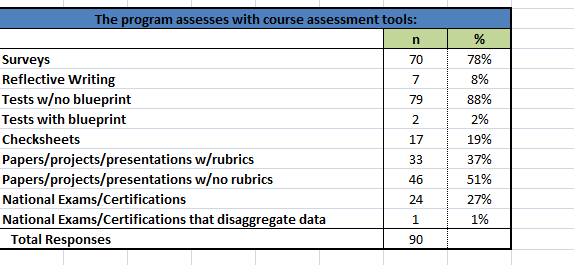 The program assesses with course assessment tools:
n %
Surveys 70 78%
Reflective Writing 7 8%
Tests w/no blueprint 79 88%
Tests with blueprint 2 2%
Checksheets 17 19%
Papers/projects/presentations w/rubrics 33 37%
Papers/projects/presentations w/no rubrics 46 51%
National Exams/Certifications 24 27%
National Exams/Certifications that disaggregate data 1 1%
Total Responses 90